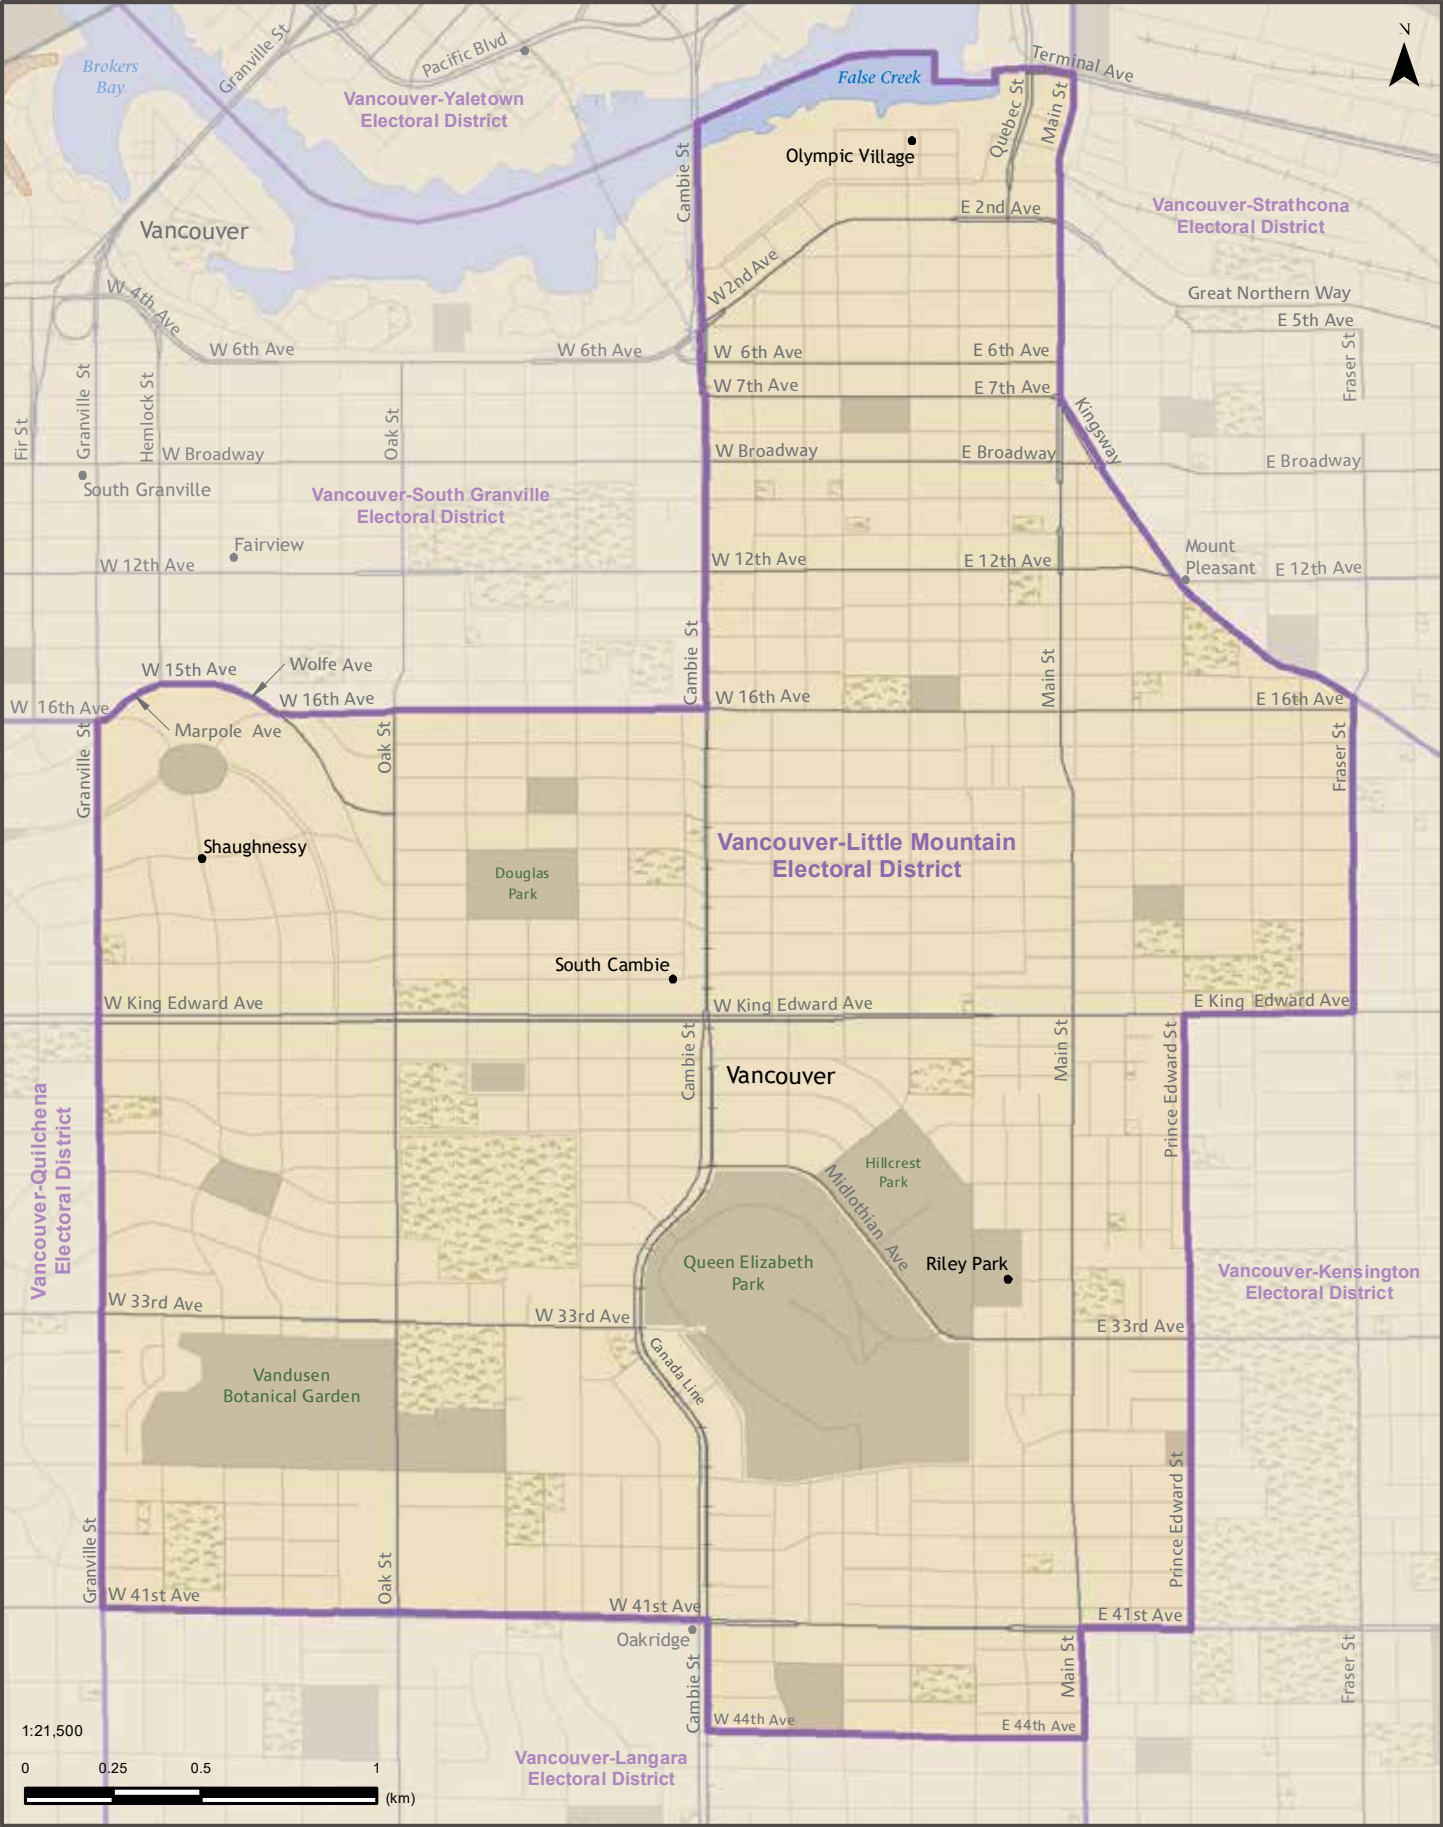 N
Granville St
Pacific Blvd
Terminal Ave
Brokers
Bay
False Creek
Vancouver-Yaletown
Electoral District
Quebec St
Main St
Cambie St
Olympic Village
Vancouver-Strathcona
Electoral District
E 2nd Ave
Vancouver
W 2nd Ave
W 4th Ave
Great Northern Way
E 5th Ave
W 6th Ave
W 6th Ave
W 6th Ave
E 6th Ave
Fraser St
W 7th Ave
E 7th Ave
Fir St
Granville St
Hemlock St
Oak St
Kingsway
W Broadway
W Broadway
E Broadway
E Broadway
South Granville
Vancouver-South Granville
Electoral District
Fairview
Mount
Pleasant
W 12th Ave
W 12th Ave
E 12th Ave
E 12th Ave
Cambie St
Main St
W 15th Ave
Wolfe Ave
W 16th Ave
W 16th Ave
W 16th Ave
E 16th Ave
Marpole Ave
Granville St
Oak St
Fraser St
Shaughnessy
Vancouver-Little Mountain
Electoral District
Douglas
Park
South Cambie
W King Edward Ave
W King Edward Ave
E King Edward Ave
Cambie St
Main St
Prince Edward St
Vancouver
Vancouver-Quilchena
Electoral District
Hillcrest
Park
Midlothian Ave
Queen Elizabeth
Park
Riley Park
Vancouver-Kensington
Electoral District
W 33rd Ave
W 33rd Ave
E 33rd Ave
Canada Line
Vandusen
Botanical Garden
Prince Edward St
Granville St
Oak St
W 41st Ave
W 41st Ave
E 41st Ave
Oakridge
Cambie St
Main St
Fraser St
W 44th Ave
E 44th Ave
Vancouver-Langara
Electoral District
1:21,500
0 0.25 0.5 1
(km)